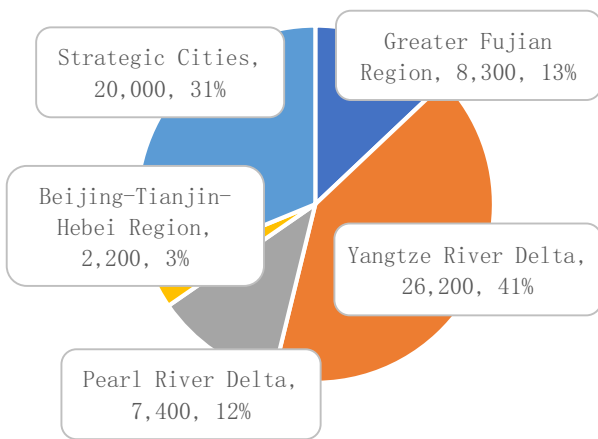 Strategic Cities,
20,000, 31%
Greater Fujian
Region, 8,300, 13%
Beijing-Tianjin-
Hebei Region,
2,200, 3%
Yangtze River Delta,
26,200, 41%
Pearl River Delta,
7,400, 12%